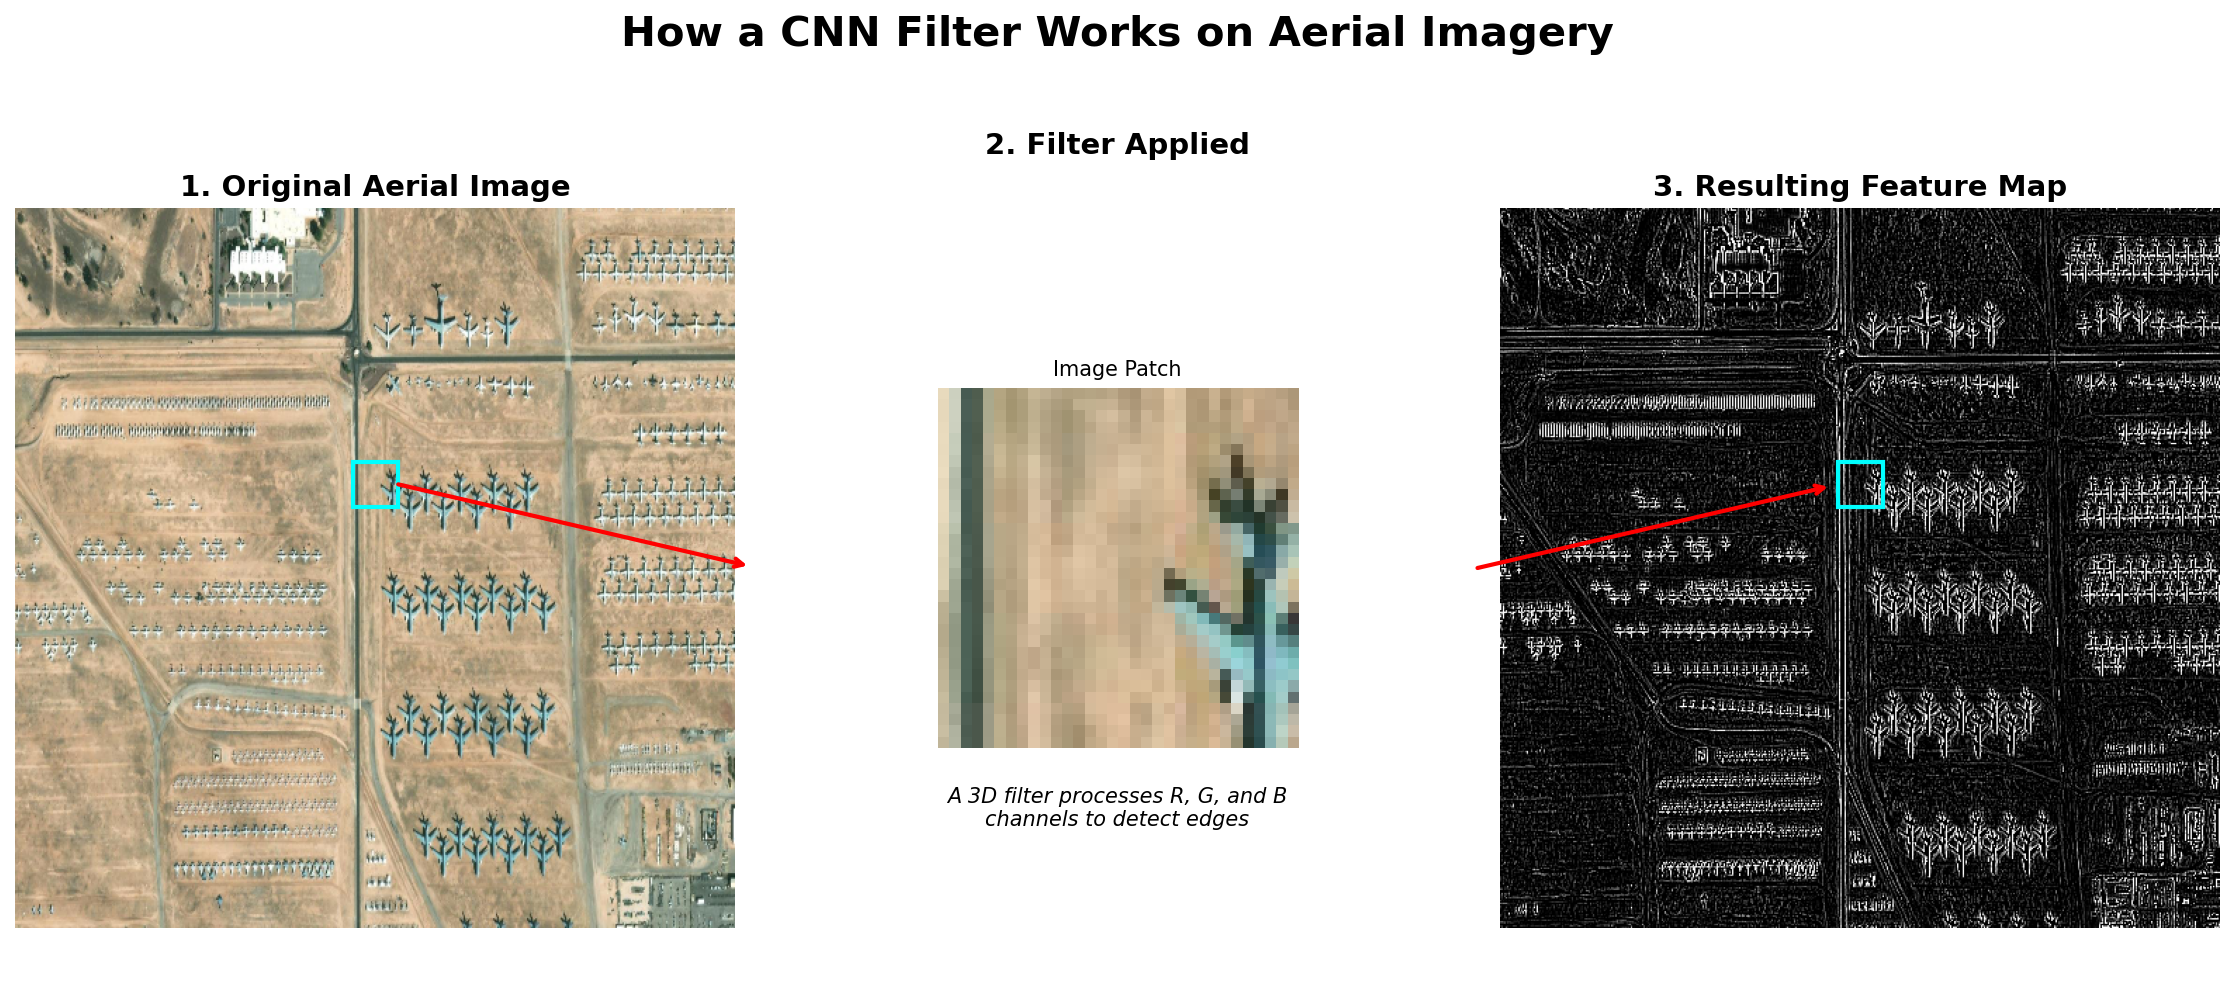 How a CNN Filter Works on Aerial Imagery
1. Original Aerial Image
2. Filter Applied
Image Patch
A 3D filter processes R, G, and B
channels to detect edges
3. Resulting Feature Map